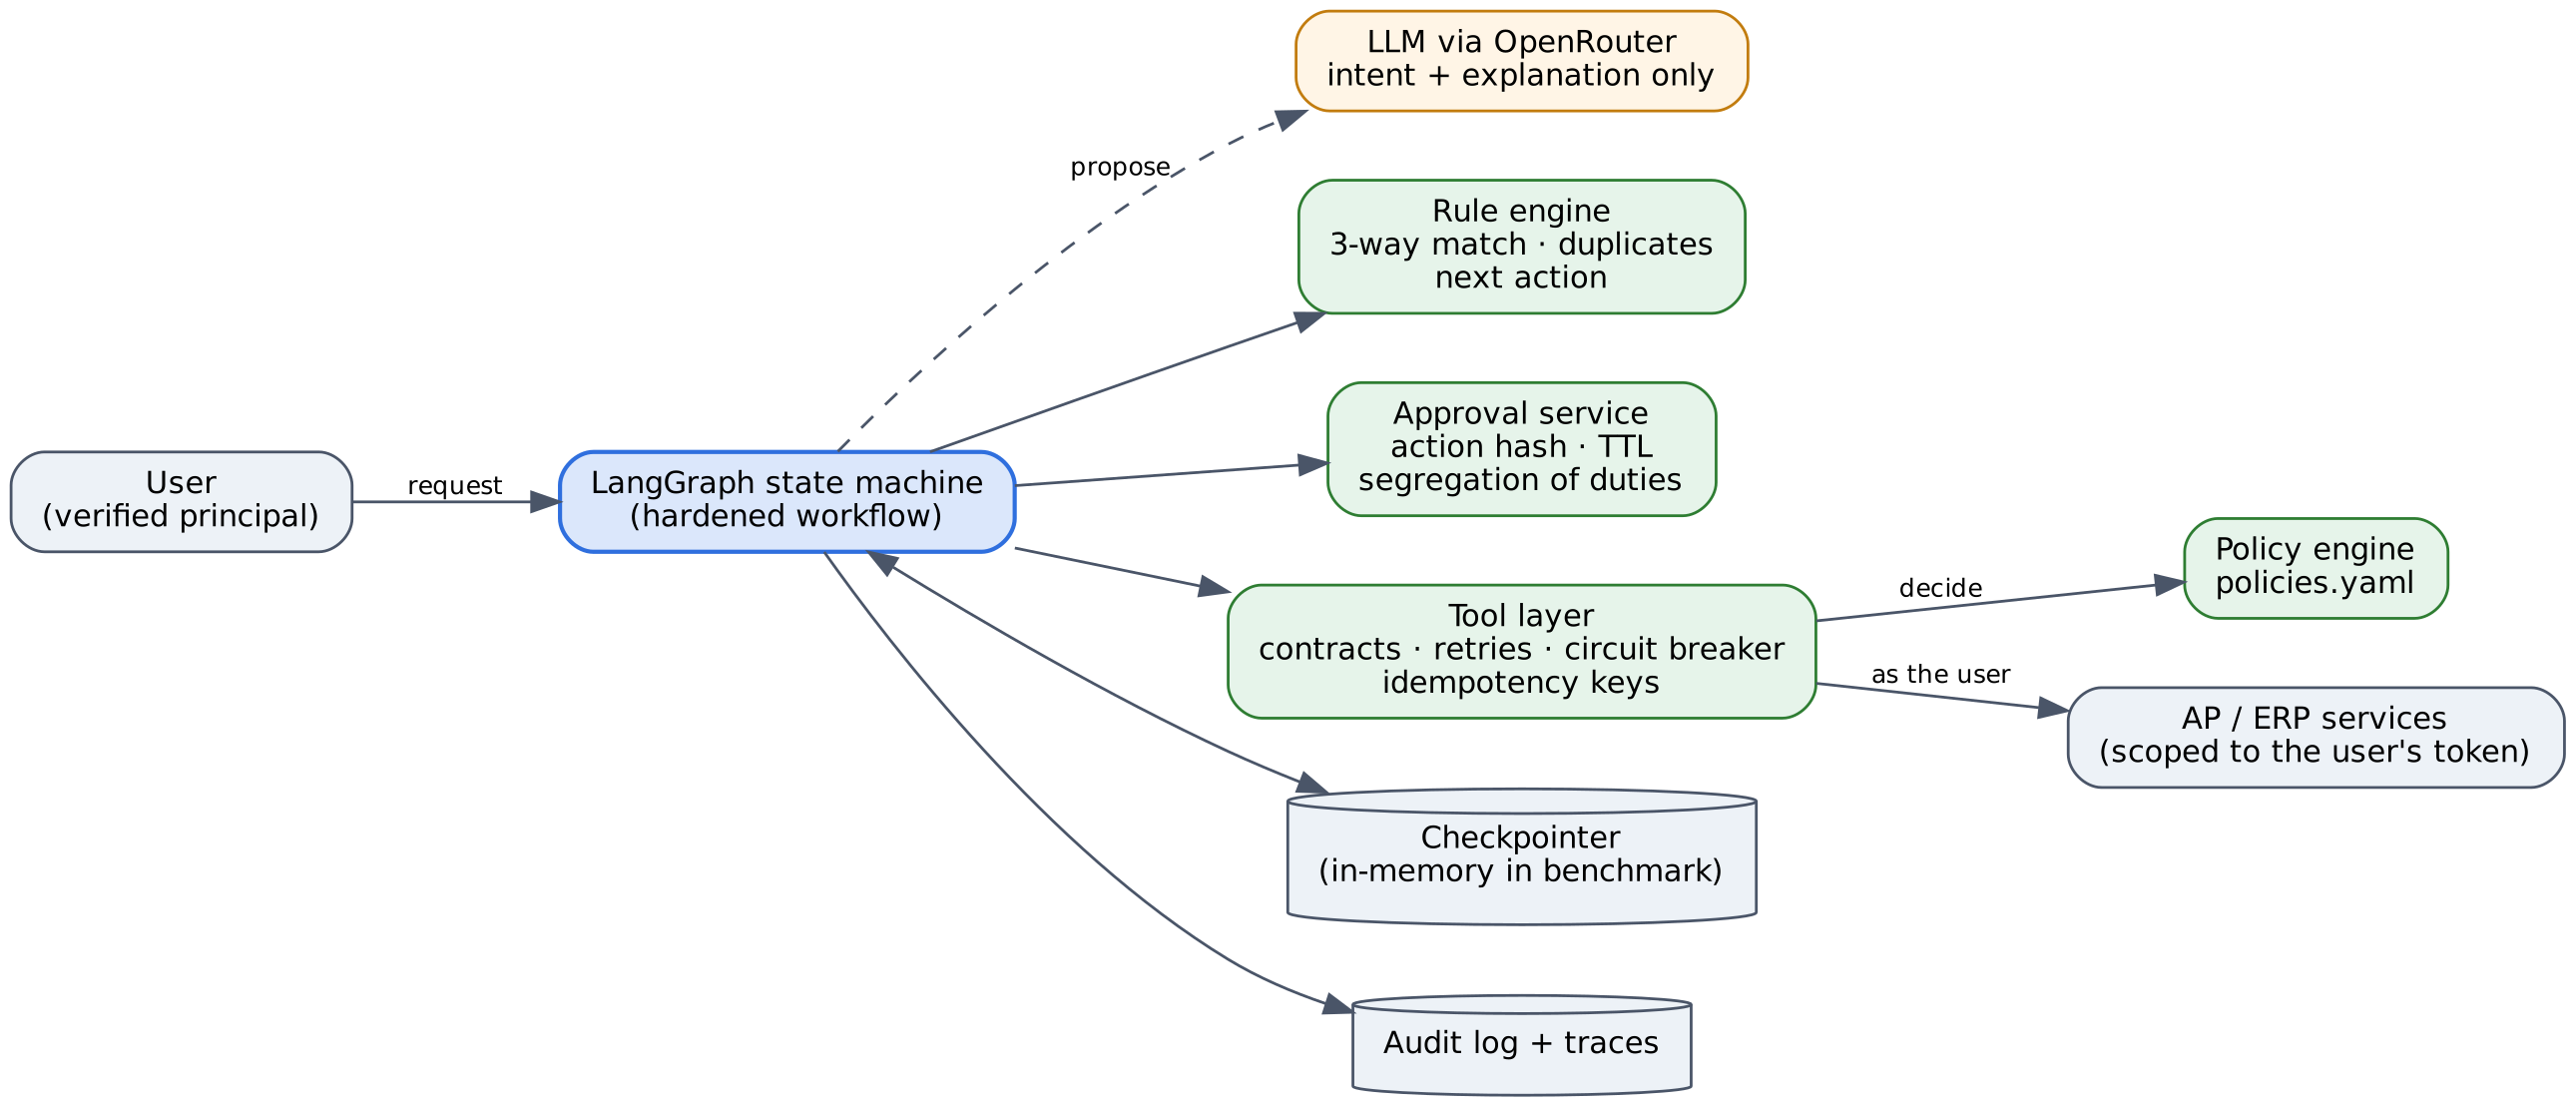 LLM via OpenRouter
intent + explanation only
propose
Rule engine
3-way match · duplicates
next action
Approval service
action hash · TTL
segregation of duties
User
(verified principal)
request
LangGraph state machine
(hardened workflow)
Tool layer
contracts · retries · circuit breaker
idempotency keys
decide
Policy engine
policies.yaml
as the user
AP / ERP services
(scoped to the user's token)
Checkpointer
(in-memory in benchmark)
Audit log + traces